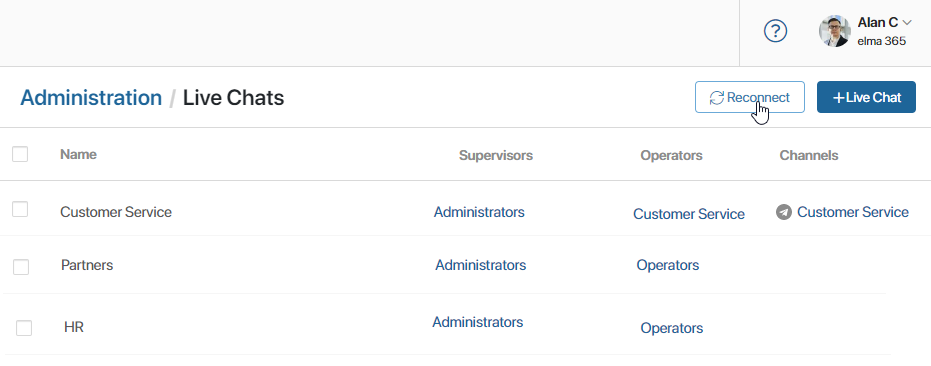 ?
Alan C
elma 365
Administration / Live Chats
Reconnect
+Live Chat
Name Supervisors Operators Channels
Customer Service Administrators Customer Service Customer Service
Partners Administrators Operators
HR Administrators Operators